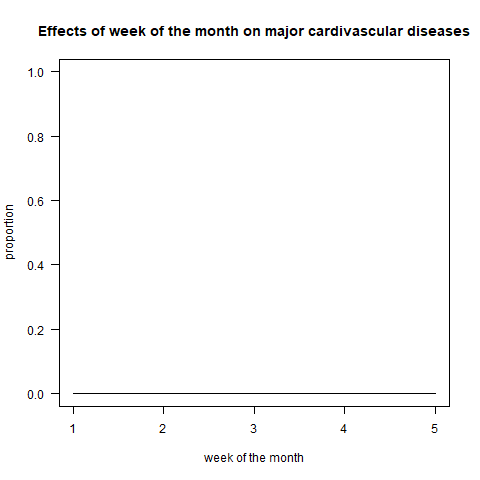 Effects of week of the month on major cardivascular diseases
1.0
0.8
0.6
0.4
0.2
0.0
proportion
1 2 3 4 5
week of the month